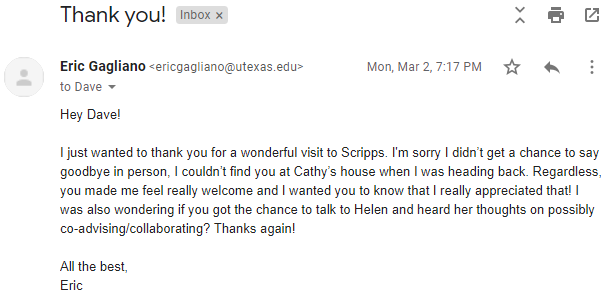 Thank you! Inbox x
Eric Gagliano <ericgagliano@utexas.edu> Mon, Mar 2, 7:17 PM
to Dave
Hey Dave!
I just wanted to thank you for a wonderful visit to Scripps. I'm sorry I didn’t get a chance to say
goodbye in person, I couldn’t find you at Cathy’s house when I was heading back. Regardless,
you made me feel really welcome and I wanted you to know that I really appreciated that! I
was also wondering if you got the chance to talk to Helen and heard her thoughts on possibly
co-advising/collaborating? Thanks again!
All the best,
Eric